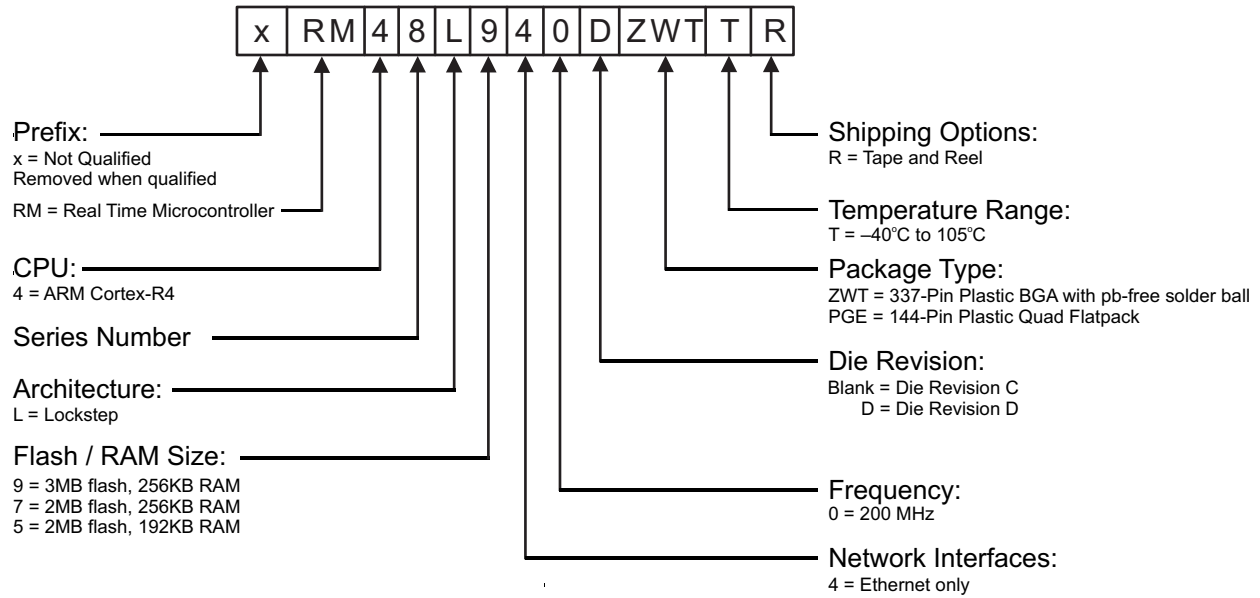 x RM 4 8 L 9 4 0 D ZWT T R
Prefix:
x = Not Qualified
Removed when qualified
RM = Real Time Microcontroller
CPU:
4 = ARM Cortex-R4
Series Number
Architecture:
L = Lockstep
Flash / RAM Size:
9 = 3MB flash, 256KB RAM
7 = 2MB flash, 256KB RAM
5 = 2MB flash, 192KB RAM
Shipping Options:
R = Tape and Reel
Temperature Range:
T = –40°C to 105°C
Package Type:
ZWT = 337-Pin Plastic BGA with pb-free solder ball
PGE = 144-Pin Plastic Quad Flatpack
Die Revision:
Blank = Die Revision C
D = Die Revision D
Frequency:
0 = 200 MHz
Network Interfaces:
4 = Ethernet only